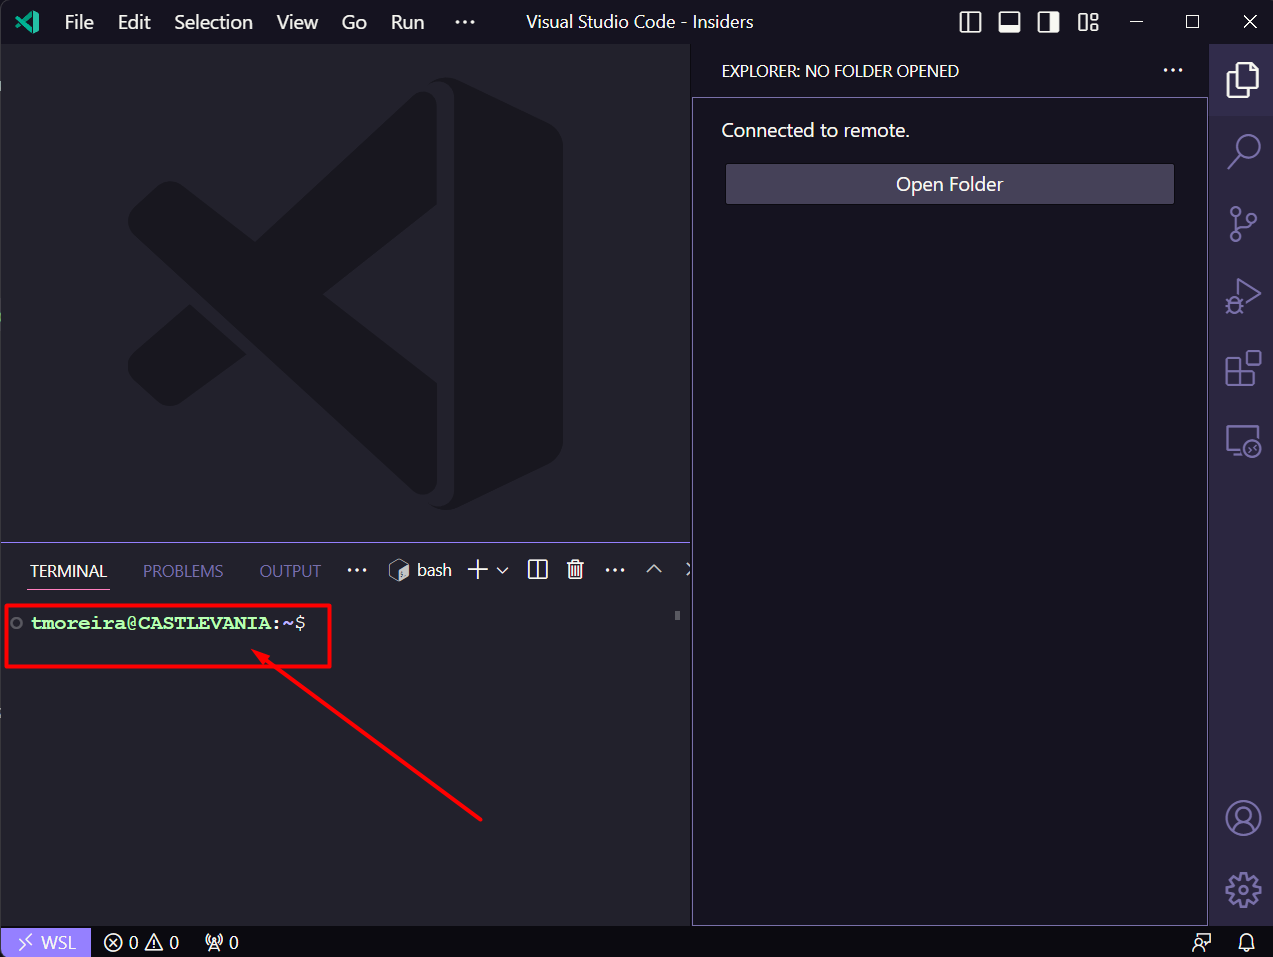 File Edit Selection View Go Run ··· Visual Studio Code - Insiders
EXPLORER: NO FOLDER OPENED
Connected to remote.
Open Folder
TERMINAL PROBLEMS OUTPUT ··· bash
tmoreira@CASTLEVANIA:~$
WSL 0 0 0